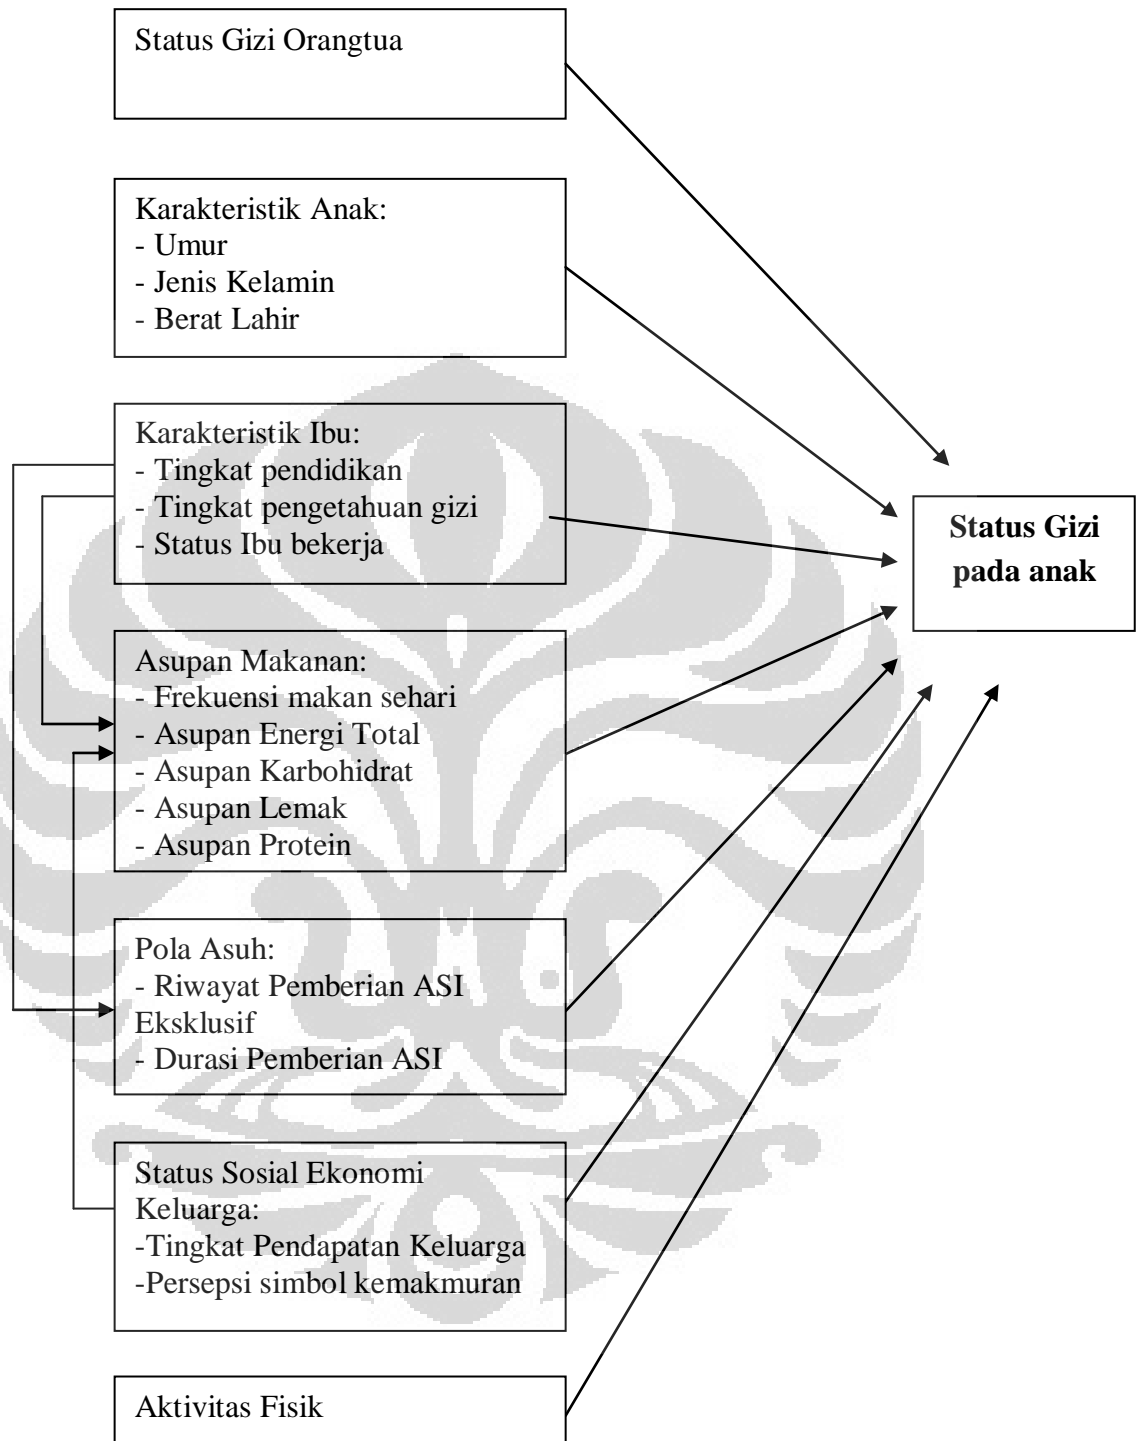 Status Gizi Orangtua
Karakteristik Anak:
- Umur
- Jenis Kelamin
- Berat Lahir
Karakteristik Ibu:
- Tingkat pendidikan
- Tingkat pengetahuan gizi
- Status Ibu bekerja
Status Gizi
pada anak
Asupan Makanan:
- Frekuensi makan sehari
- Asupan Energi Total
- Asupan Karbohidrat
- Asupan Lemak
- Asupan Protein
Pola Asuh:
- Riwayat Pemberian ASI
Eksklusif
- Durasi Pemberian ASI
Status Sosial Ekonomi
Keluarga:
-Tingkat Pendapatan Keluarga
-Persepsi simbol kemakmuran
Aktivitas Fisik